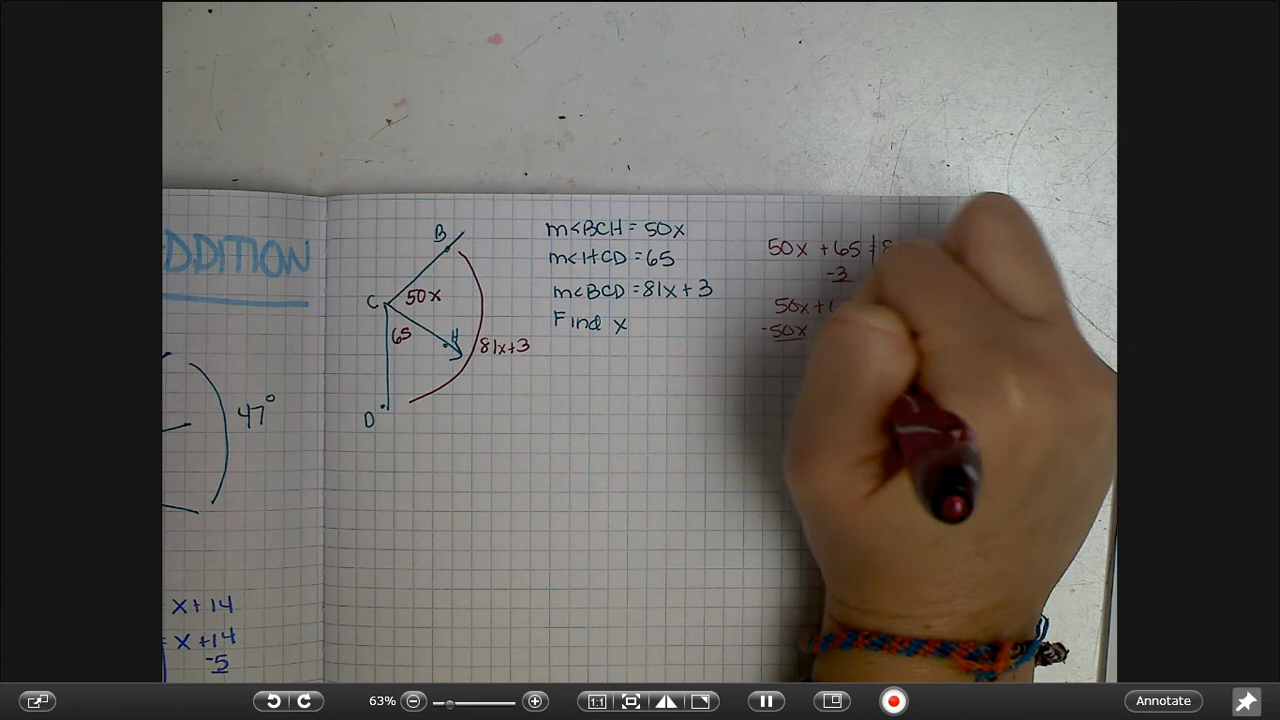 DDITION
47°
x + 14
= x + 14
-5
B
C
50x
65
H
81x+3
D
m<BCH = 50x
m<HCD = 65
m<BCD = 81x + 3
Find x
50x + 65 = 8
-3
50x +
-50x
63%
1:1
Annotate